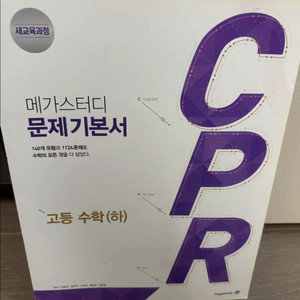 새교육과정
메가스터디
문제기본서
140개 유형과 1124문제로
수학의 모든 것을 다 담았다.
고등 수학(하)
C
P
R
CONCEPT